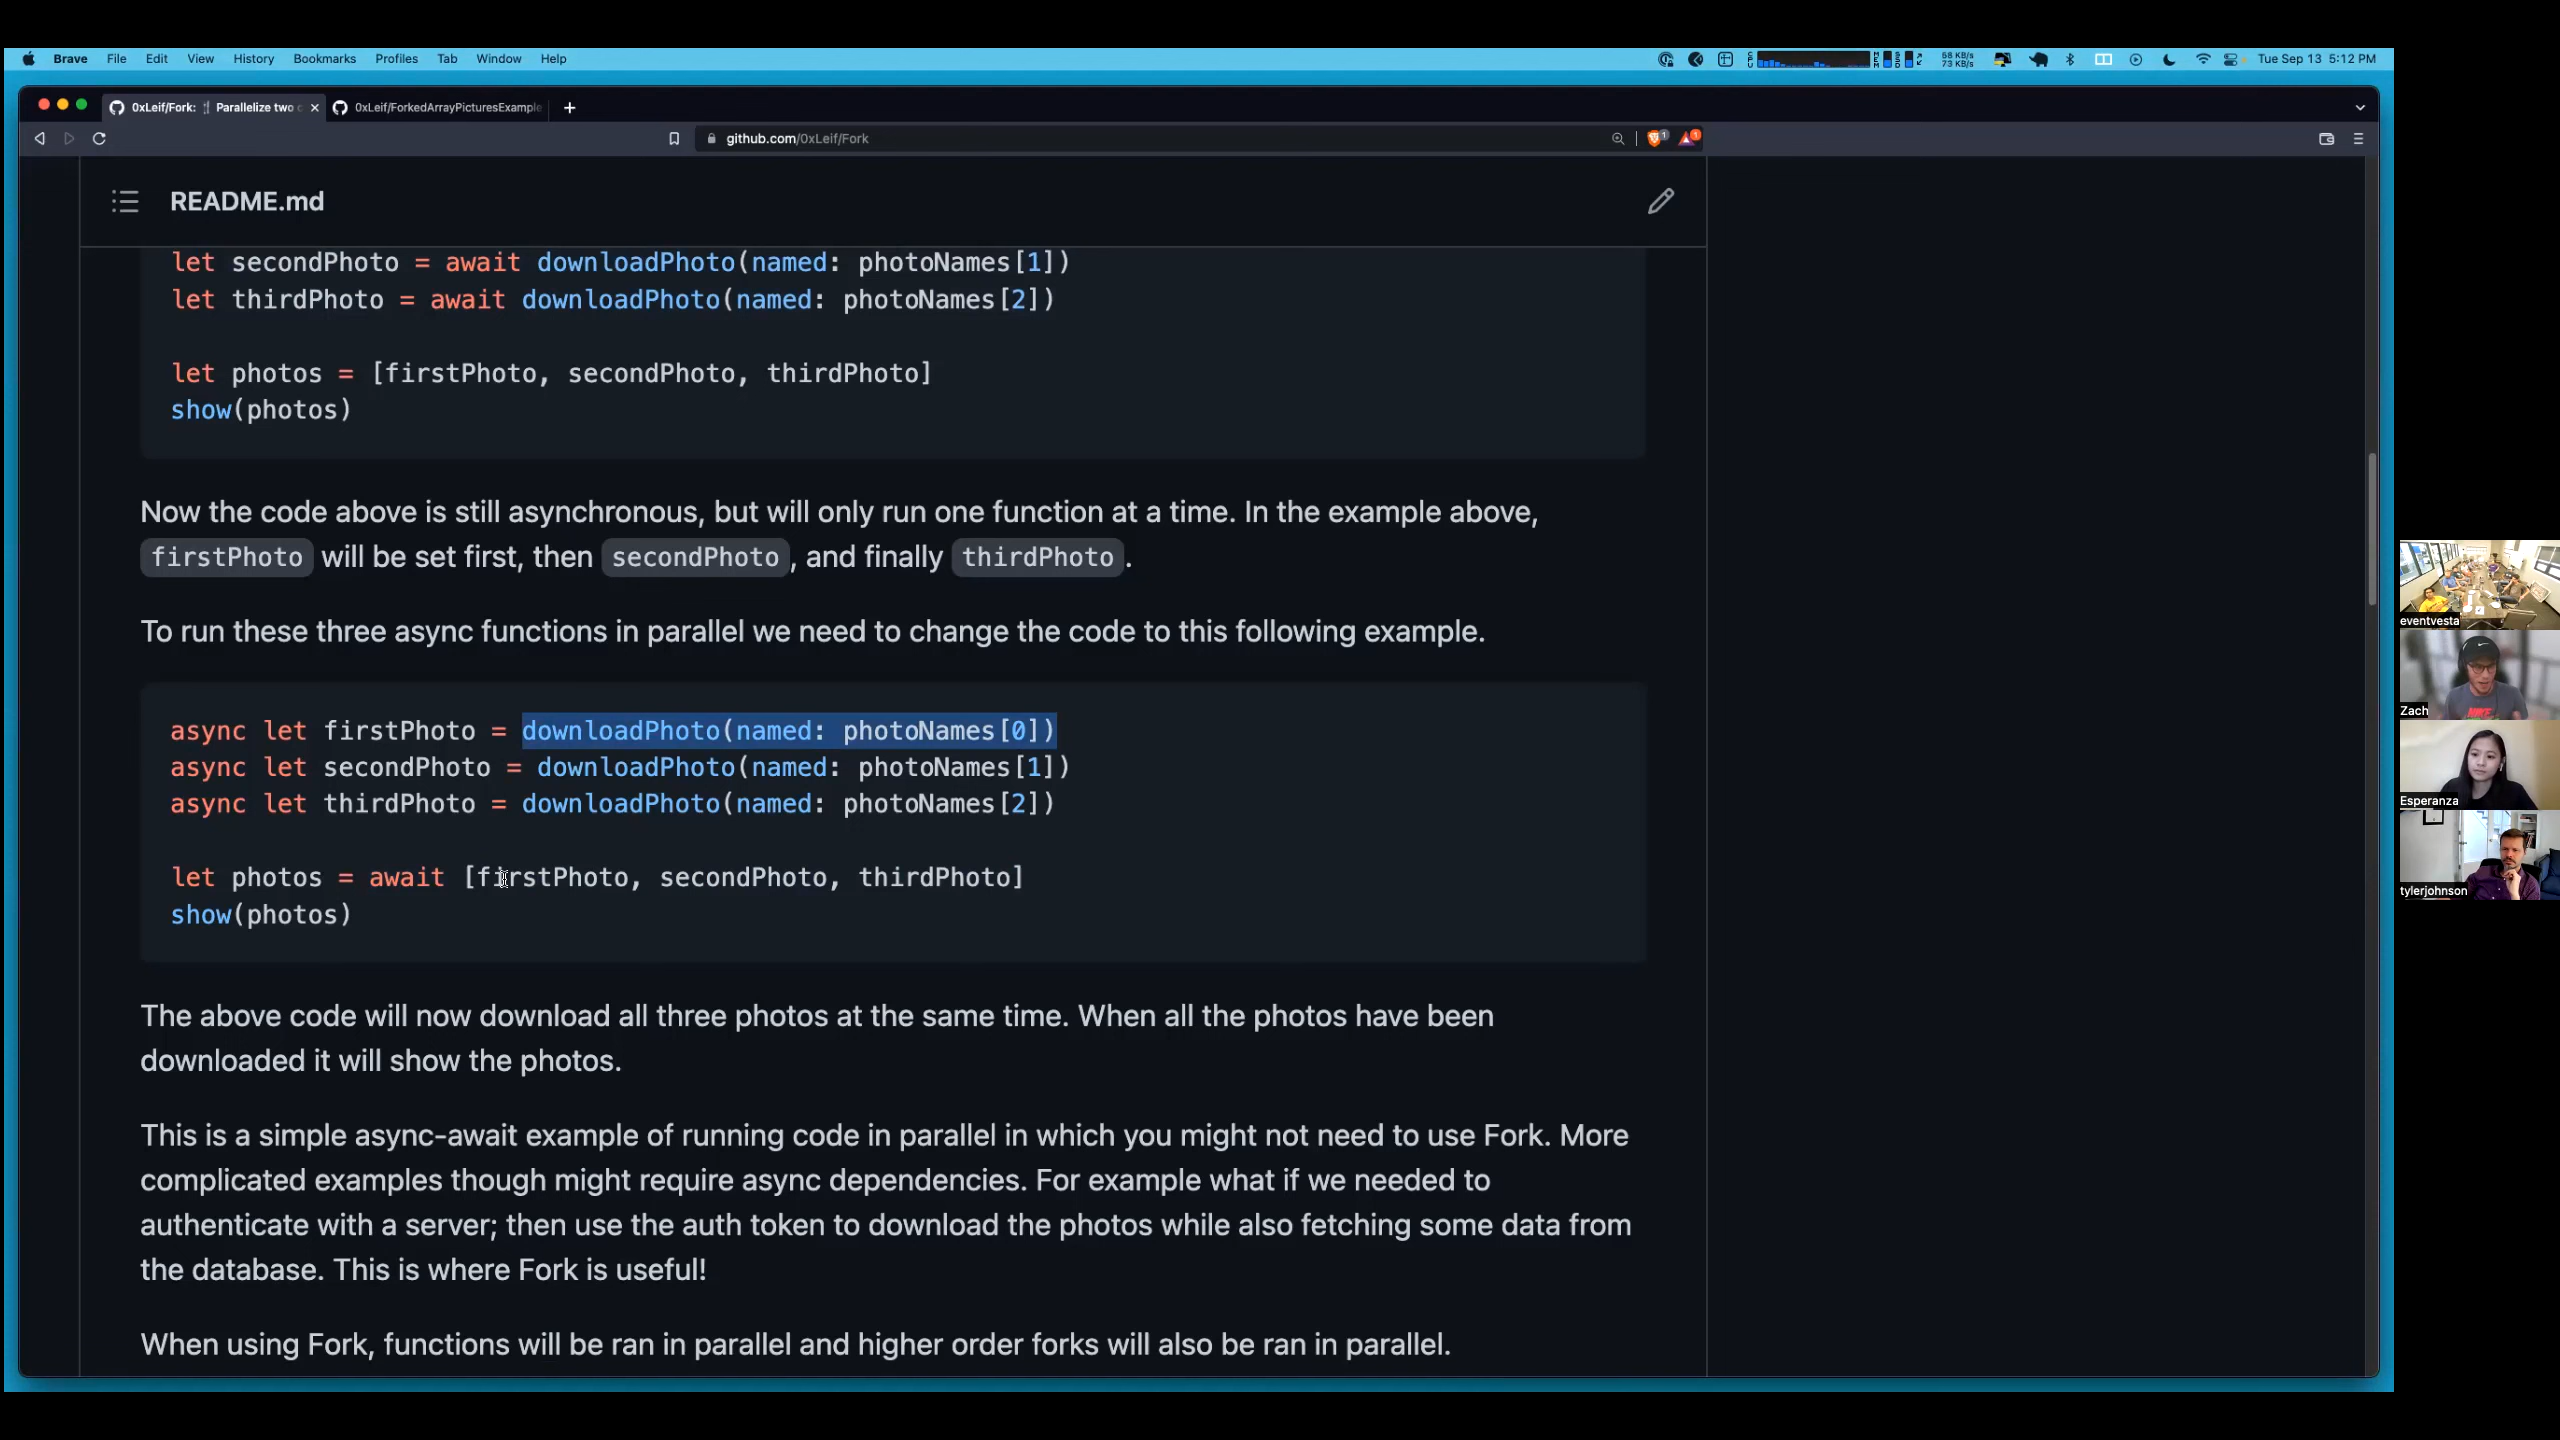 Brave File Edit View History Bookmarks Profiles Tab Window Help
58 KB/s
73 KB/s
Tue Sep 13 5:12 PM
0xLeif/Fork: Parallelize two
0xLeif/ForkedArrayPicturesExample
github.com/0xLeif/Fork
README.md
let secondPhoto = await downloadPhoto(named: photoNames[1])
let thirdPhoto = await downloadPhoto(named: photoNames[2])
let photos = [firstPhoto, secondPhoto, thirdPhoto]
show(photos)
Now the code above is still asynchronous, but will only run one function at a time. In the example above,
firstPhoto will be set first, then secondPhoto , and finally thirdPhoto .
To run these three async functions in parallel we need to change the code to this following example.
async let firstPhoto = downloadPhoto(named: photoNames[0])
async let secondPhoto = downloadPhoto(named: photoNames[1])
async let thirdPhoto = downloadPhoto(named: photoNames[2])
let photos = await [firstPhoto, secondPhoto, thirdPhoto]
show(photos)
The above code will now download all three photos at the same time. When all the photos have been
downloaded it will show the photos.
This is a simple async-await example of running code in parallel in which you might not need to use Fork. More
complicated examples though might require async dependencies. For example what if we needed to
authenticate with a server; then use the auth token to download the photos while also fetching some data from
the database. This is where Fork is useful!
When using Fork, functions will be ran in parallel and higher order forks will also be ran in parallel.
eventvesta
Zach
Esperanza
tylerjohnson